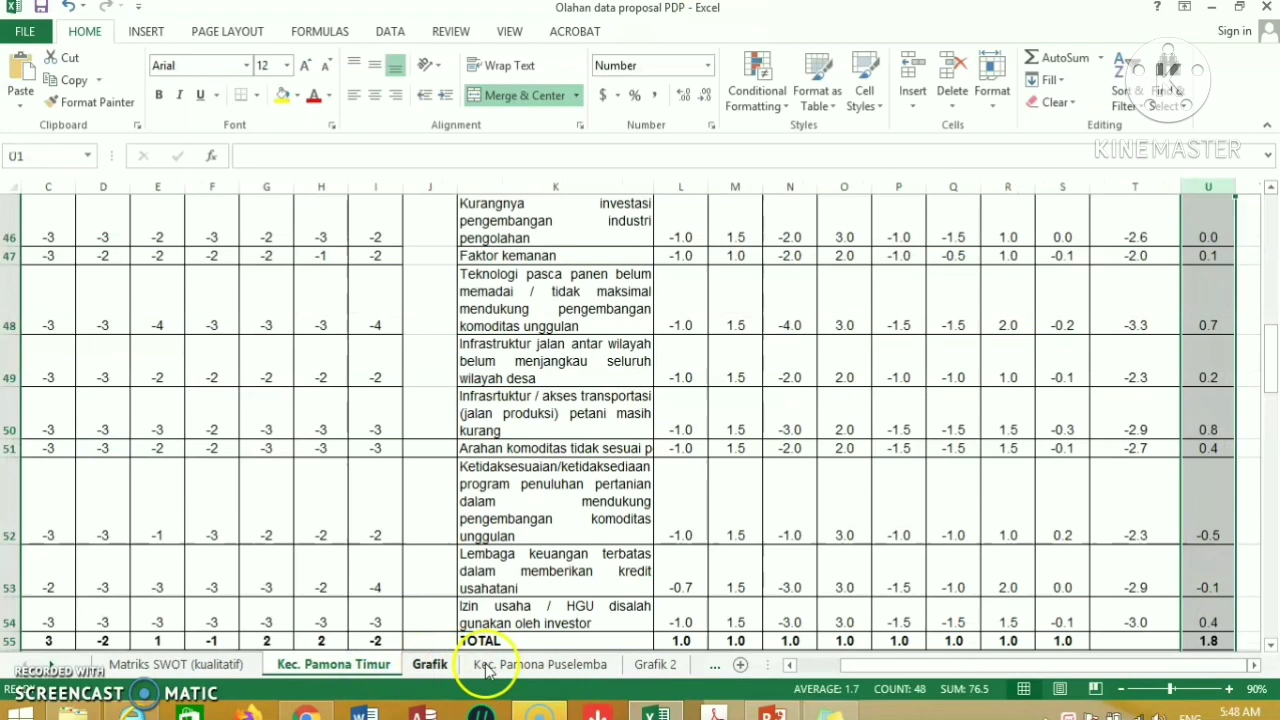 Olahan data proposal PDP - Excel
FILE HOME INSERT PAGE LAYOUT FORMULAS DATA REVIEW VIEW ACROBAT Sign in
Paste
Cut
Copy
Format Painter
Clipboard
Arial 12
B I U
Font
Wrap Text
Merge & Center
Alignment
Number
$ % ,
Number
Conditional Formatting
Format as Table
Cell Styles
Styles
Insert
Delete
Format
Cells
AutoSum
Fill
Clear
Sort & Filter
Find & Select
Editing
KINEMASTER
U1
C D E F G H I J K L M N O P Q R S T U
Kurangnya investasi
pengembangan industri
46 -3 -3 -2 -3 -2 -3 -2 pengolahan -1.0 1.5 -2.0 3.0 -1.0 -1.5 1.0 0.0 -2.6 0.0
47 -3 -2 -2 -2 -2 -1 -2 Faktor kemanan -1.0 1.0 -2.0 2.0 -1.0 -0.5 1.0 -0.1 -2.0 0.1
Teknologi pasca panen belum
memadai / tidak maksimal
mendukung pengembangan
48 -3 -3 -4 -3 -3 -3 -4 komoditas unggulan -1.0 1.5 -4.0 3.0 -1.5 -1.5 2.0 -0.2 -3.3 0.7
Infrastruktur jalan antar wilayah
belum menjangkau seluruh
49 -3 -3 -2 -2 -2 -2 -2 wilayah desa -1.0 1.5 -2.0 2.0 -1.0 -1.0 1.0 -0.1 -2.3 0.2
Infrasrtuktur / akses transportasi
(jalan produksi) petani masih
50 -3 -3 -3 -2 -3 -3 -3 kurang -1.0 1.5 -3.0 2.0 -1.5 -1.5 1.5 -0.3 -2.9 0.8
51 -3 -3 -2 -2 -3 -3 -3 Arahan komoditas tidak sesuai p -1.0 1.5 -2.0 2.0 -1.5 -1.5 1.5 -0.1 -2.7 0.4
Ketidaksesuaian/ketidaksediaan
program penuluhan pertanian
dalam mendukung
pengembangan komoditas
52 -3 -3 -1 -3 -2 -2 -2 unggulan -1.0 1.5 -1.0 3.0 -1.0 -1.0 1.0 0.2 -2.3 -0.5
Lembaga keuangan terbatas
dalam memberikan kredit
53 -2 -3 -3 -3 -3 -2 -4 usahatani -0.7 1.5 -3.0 3.0 -1.5 -1.0 2.0 0.0 -2.9 -0.1
Izin usaha / HGU disalah
54 -3 -3 -3 -3 -3 -3 -3 gunakan oleh investor -1.0 1.5 -3.0 3.0 -1.5 -1.5 1.5 -0.1 -3.0 0.4
55 3 -2 1 -1 2 2 -2 TOTAL 1.0 1.0 1.0 1.0 1.0 1.0 1.0 1.0 1.8
Matriks SWOT (kualitatif) Kec. Pamona Timur Grafik Kec. Pamona Puselemba Grafik 2 ...
RECORDED WITH
SCREENCAST MATIC
AVERAGE: 1.7 COUNT: 48 SUM: 76.5 90%
ENG 5:48 AM